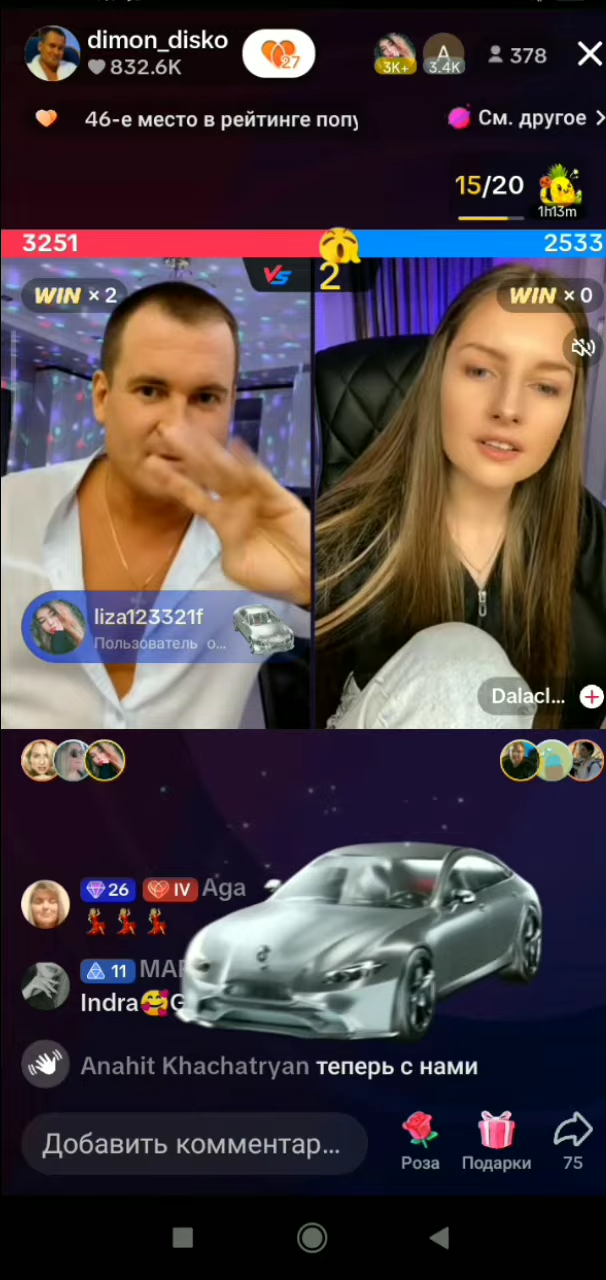 dimon_disko
832.6K
27
3K+
A
3.4K
378
46-е место в рейтинге
См. другое
15/20
1h13m
3251
2533
VS
2
WIN × 2
WIN × 0
liza123321f
Пользователь о...
Dalacl...
26
IV
Aga
11
Indra
Anahit Khachatryan теперь с нами
Добавить комментар...
Роза
Подарки
75